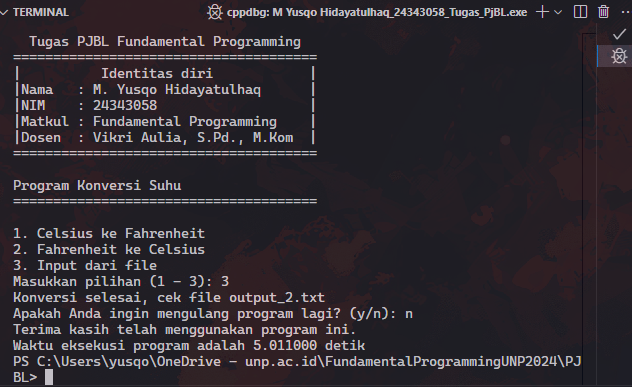 TERMINAL
cppdbg: M Yusqo Hidayatulhaq_24343058_Tugas_PjBL.exe
Tugas PJBL Fundamental Programming
======================================
| Identitas diri |
|Nama : M. Yusqo Hidayatulhaq |
|NIM : 24343058 |
|Matkul : Fundamental Programming |
|Dosen : Vikri Aulia, S.Pd., M.Kom |
======================================
Program Konversi Suhu
======================================
1. Celsius ke Fahrenheit
2. Fahrenheit ke Celsius
3. Input dari file
Masukkan pilihan (1 - 3): 3
Konversi selesai, cek file output_2.txt
Apakah Anda ingin mengulang program lagi? (y/n): n
Terima kasih telah menggunakan program ini.
Waktu eksekusi program adalah 5.011000 detik
PS C:\Users\yusqo\OneDrive - unp.ac.id\FundamentalProgrammingUNP2024\PJ
BL>